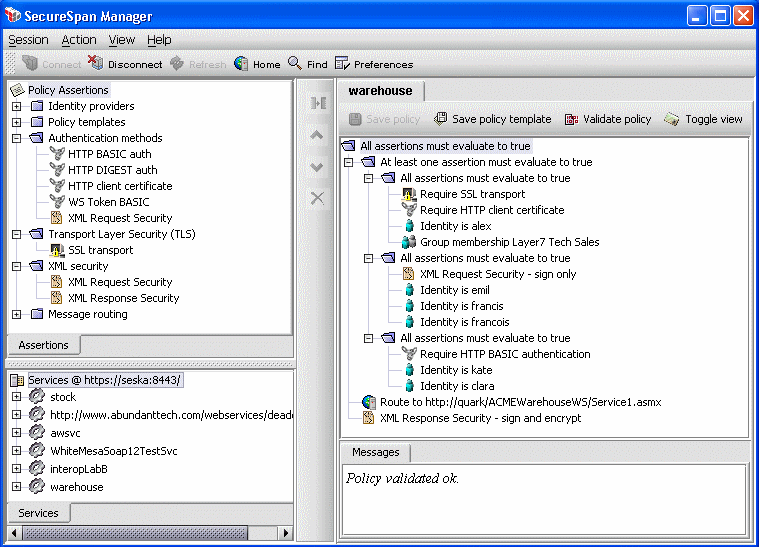 SecureSpan Manager
Session Action View Help
Connect Disconnect Refresh Home Find Preferences
Policy Assertions
Identity providers
Policy templates
Authentication methods
HTTP BASIC auth
HTTP DIGEST auth
HTTP client certificate
WS Token BASIC
XML Request Security
Transport Layer Security (TLS)
SSL transport
XML security
XML Request Security
XML Response Security
Message routing
Assertions
Services @ https://seska:8443/
stock
http://www.abundanttech.com/webservices/deadc
awsvc
WhiteMesaSoap12TestSvc
interopLabB
warehouse
Services
warehouse
Save policy Save policy template Validate policy Toggle view
All assertions must evaluate to true
At least one assertion must evaluate to true
All assertions must evaluate to true
Require SSL transport
Require HTTP client certificate
Identity is alex
Group membership Layer7 Tech Sales
All assertions must evaluate to true
XML Request Security - sign only
Identity is emil
Identity is francis
Identity is francois
All assertions must evaluate to true
Require HTTP BASIC authentication
Identity is kate
Identity is clara
Route to http://quark/ACMEWarehouseWS/Service1.asmx
XML Response Security - sign and encrypt
Messages
Policy validated ok.